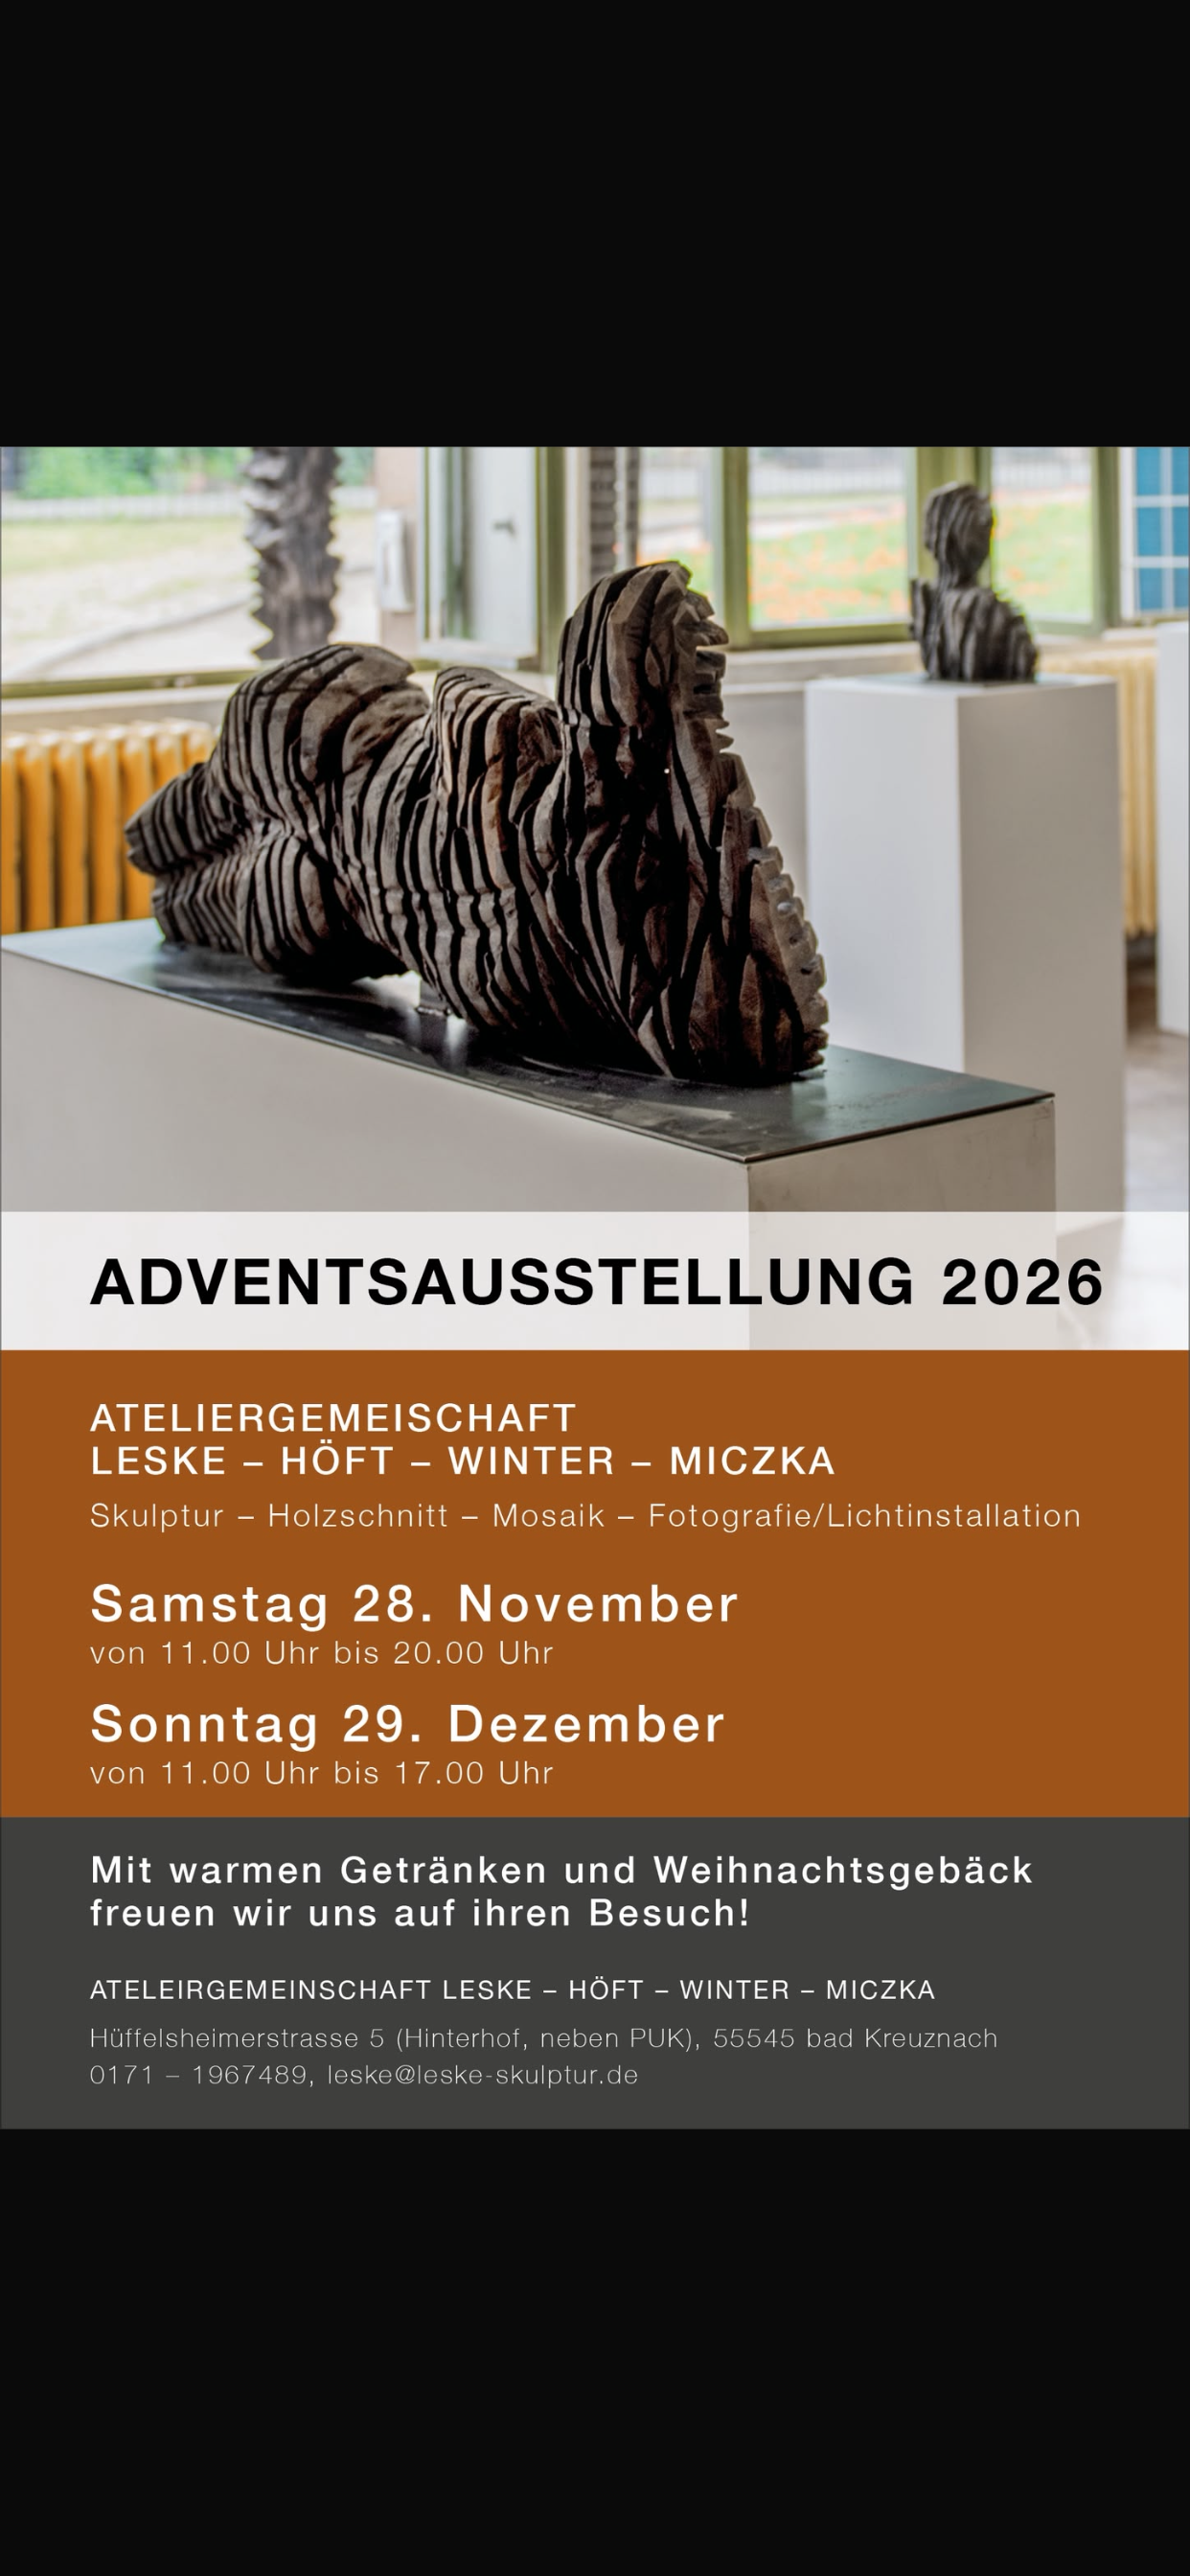 ADVENTSAUSSTELLUNG 2026
ATELIERGEMEISCHAFT
LESKE – HÖFT – WINTER – MICZKA
Skulptur – Holzschnitt – Mosaik – Fotografie/Lichtinstallation
Samstag 28. November
von 11.00 Uhr bis 20.00 Uhr
Sonntag 29. Dezember
von 11.00 Uhr bis 17.00 Uhr
Mit warmen Getränken und Weihnachtsgebäck
freuen wir uns auf ihren Besuch!
ATELEIRGEMEINSCHAFT LESKE – HÖFT – WINTER – MICZKA
Hüffelsheimerstrasse 5 (Hinterhof, neben PUK), 55545 bad Kreuznach
0171 – 1967489, leske@leske-skulptur.de